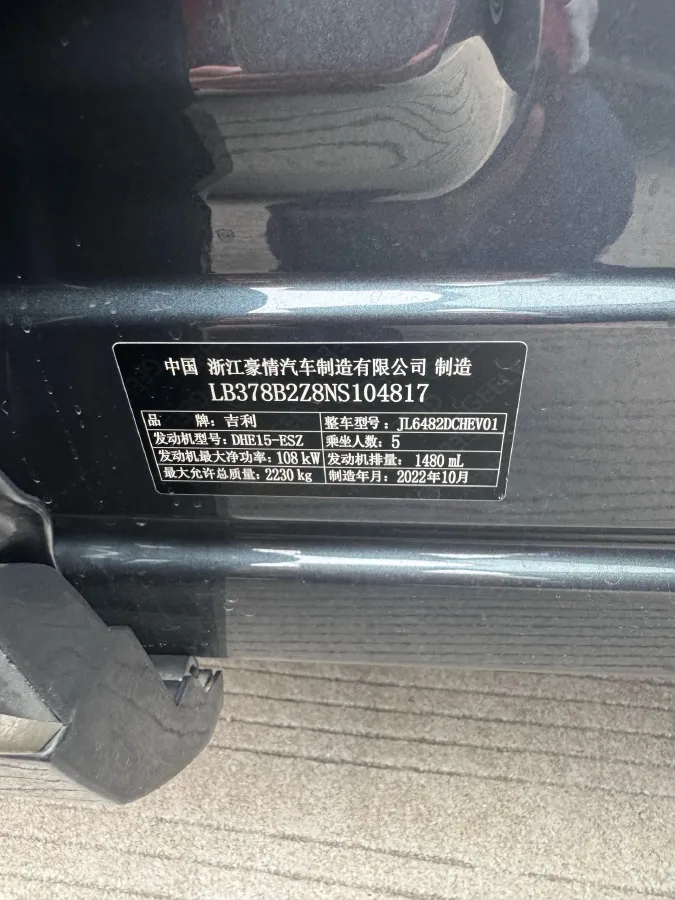 中国 浙江豪情汽车制造有限公司 制造
LB378B2Z8NS104817
品 牌: 吉利 整车型号: JL6482DCHEV01
发动机型号: DHE15-ESZ 乘坐人数: 5
发动机最大净功率: 108 kW 发动机排量: 1480 mL
最大允许总质量: 2230 kg 制造年月: 2022年10月